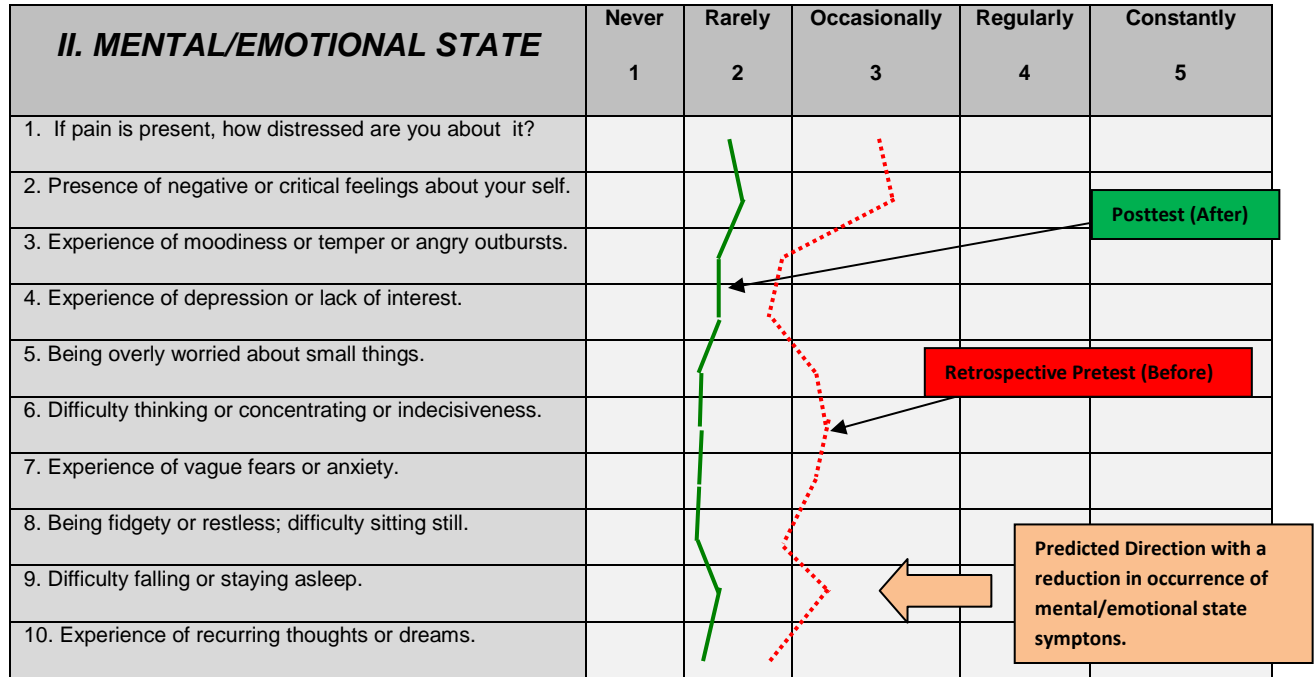 II. MENTAL/EMOTIONAL STATE
Never Rarely Occasionally Regularly Constantly
1 2 3 4 5
1. If pain is present, how distressed are you about it?
2. Presence of negative or critical feelings about your self.
Posttest (After)
3. Experience of moodiness or temper or angry outbursts.
4. Experience of depression or lack of interest.
5. Being overly worried about small things.
Retrospective Pretest (Before)
6. Difficulty thinking or concentrating or indecisiveness.
7. Experience of vague fears or anxiety.
8. Being fidgety or restless; difficulty sitting still.
9. Difficulty falling or staying asleep.
10. Experience of recurring thoughts or dreams.
Predicted Direction with a
reduction in occurrence of
mental/emotional state
symptons.